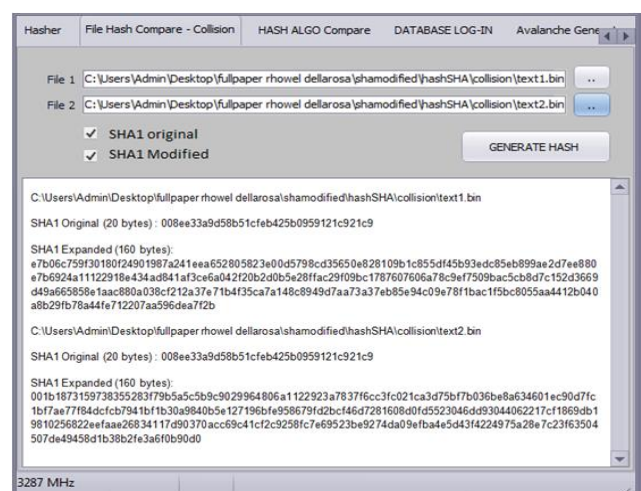 Hasher File Hash Compare - Collision HASH ALGO Compare DATABASE LOG-IN Avalanche Gene
File 1 C:\Users\Admin\Desktop\fullpaper rhowel dellarosa\shamodified\hashSHA\collision\text1.bin ..
File 2 C:\Users\Admin\Desktop\fullpaper rhowel dellarosa\shamodified\hashSHA\collision\text2.bin ..
SHA1 original
SHA1 Modified
GENERATE HASH
C:\Users\Admin\Desktop\fullpaper rhowel dellarosa\shamodified\hashSHA\collision\text1.bin
SHA1 Original (20 bytes) : 008ee33a9d58b51cfeb425b0959121c921c9
SHA1 Expanded (160 bytes):
e7b06c759f30180f24901987a241eea652805823e00d5798cd35650e828109b1c855df45b93edc85eb899ae2d7ee880
e7b6924a11122918e434ad841af3ce6a042f20b2d0b5e28ffac29f09bc1787607606a78c9ef7509bac5cb8d7c152d3669
d49a665858e1aac880a038cf212a37e71b4f35ca7a148c8949d7aa73a37eb85e94c09e78f1bac1f5bc8055aa4412b040
a8b29fb78a44fe712207aa596dea7f2b
C:\Users\Admin\Desktop\fullpaper rhowel dellarosa\shamodified\hashSHA\collision\text2.bin
SHA1 Original (20 bytes) : 008ee33a9d58b51cfeb425b0959121c921c9
SHA1 Expanded (160 bytes):
001b1873159738355283f79b5a5c5b9c9029964806a1122923a7837f6cc3fc021ca3d75bf7b036be8a634601ec90d7fc
1bf7ae77f84dcfcb7941bf1b30a9840b5e127196bfe958679fd2bcf46d7281608d0fd5523046dd93044062217cf1869db1
9810256822eefaae26834117d90370acc69c41cf2c9258fc7e69523be9274da09efba4e5d43f4224975a28e7c23f63504
507de49458d1b38b2fe3a6f0b90d0
3287 MHz